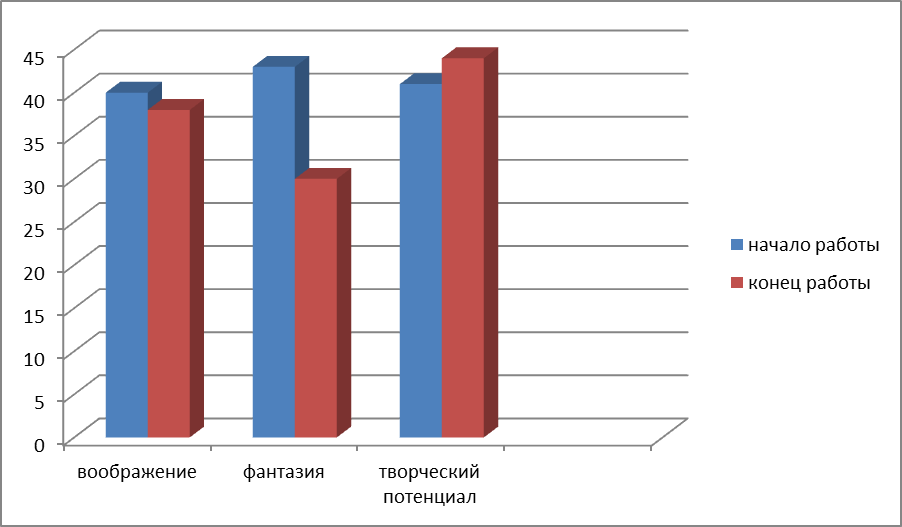 45
40
35
30
25
20
15
10
5
0
воображение
фантазия
творческий
потенциал
начало работы
конец работы